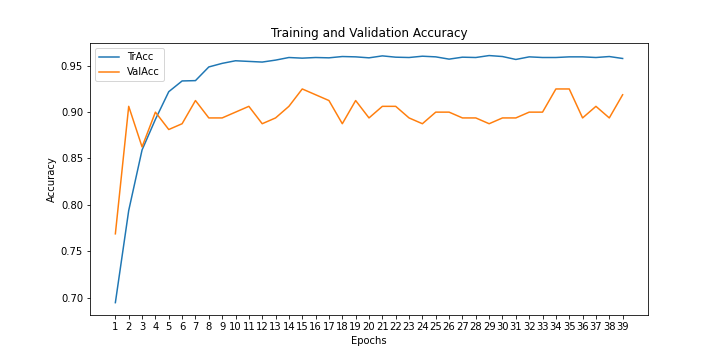 Training and Validation Accuracy
TrAcc
ValAcc
0.95
0.90
0.85
0.80
0.75
0.70
Accuracy
1 2 3 4 5 6 7 8 9 10 11 12 13 14 15 16 17 18 19 20 21 22 23 24 25 26 27 28 29 30 31 32 33 34 35 36 37 38 39
Epochs